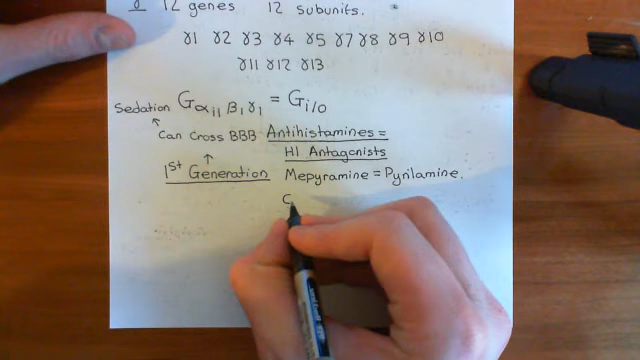 γ 12 genes 12 subunits.
γ1 γ2 γ3 γ4 γ5 γ7 γ8 γ9 γ10
γ11 γ12 γ13
Sedation Gαi1 β1 γ1 = Gi/o
↑ Can Cross BBB Antihistamines =
↑ H1 Antagonists
1st Generation Mepyramine = Pyrilamine.
C